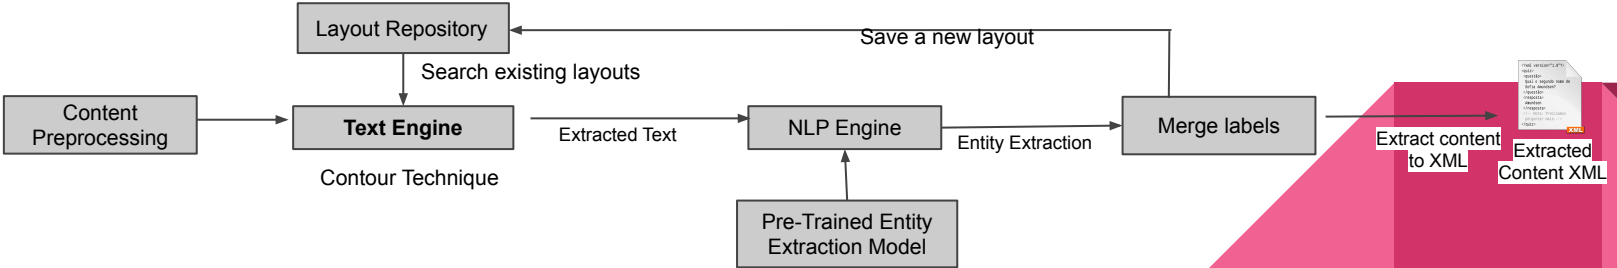 Layout Repository
Save a new layout
Search existing layouts
Content
Preprocessing
Text Engine
Extracted Text
NLP Engine
Entity Extraction
Merge labels
Extract content
to XML
XML
Extracted
Content XML
Contour Technique
Pre-Trained Entity
Extraction Model